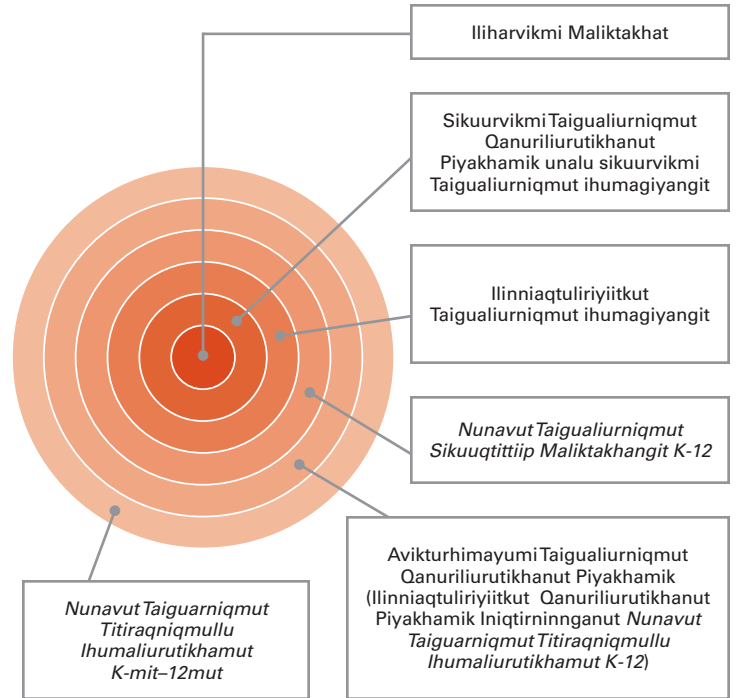 Iliharvikmi Maliktakhat
Sikuurvikmi Taigualiurniqmut
Qanuriliurutikhanut
Piyakhamik unalu sikuurvikmi
Taigualiurniqmut ihumagiyangit
Ilinniaqtuliriyiitkut
Taigualiurniqmut ihumagiyangit
Nunavut Taigualiurniqmut
Sikuuqtittiip Maliktakhangit K-12
Avikturhimayumi Taigualiurniqmut
Qanuriliurutikhanut Piyakhamik
(Ilinniaqtuliriyiitkut Qanuriliurutikhanut
Piyakhamik Iniqtirninnganut Nunavut
Taiguarniqmut Titiraqniqmullu
Ihumaliurutikhamut K-12)
Nunavut Taiguarniqmut
Titiraqniqmullu
Ihumaliurutikhamut
K-mit–12mut